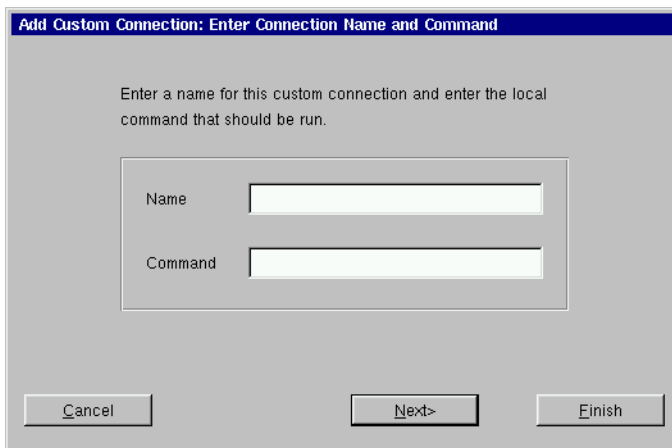 Add Custom Connection: Enter Connection Name and Command
Enter a name for this custom connection and enter the local
command that should be run.
Name
Command
Cancel
Next>
Finish